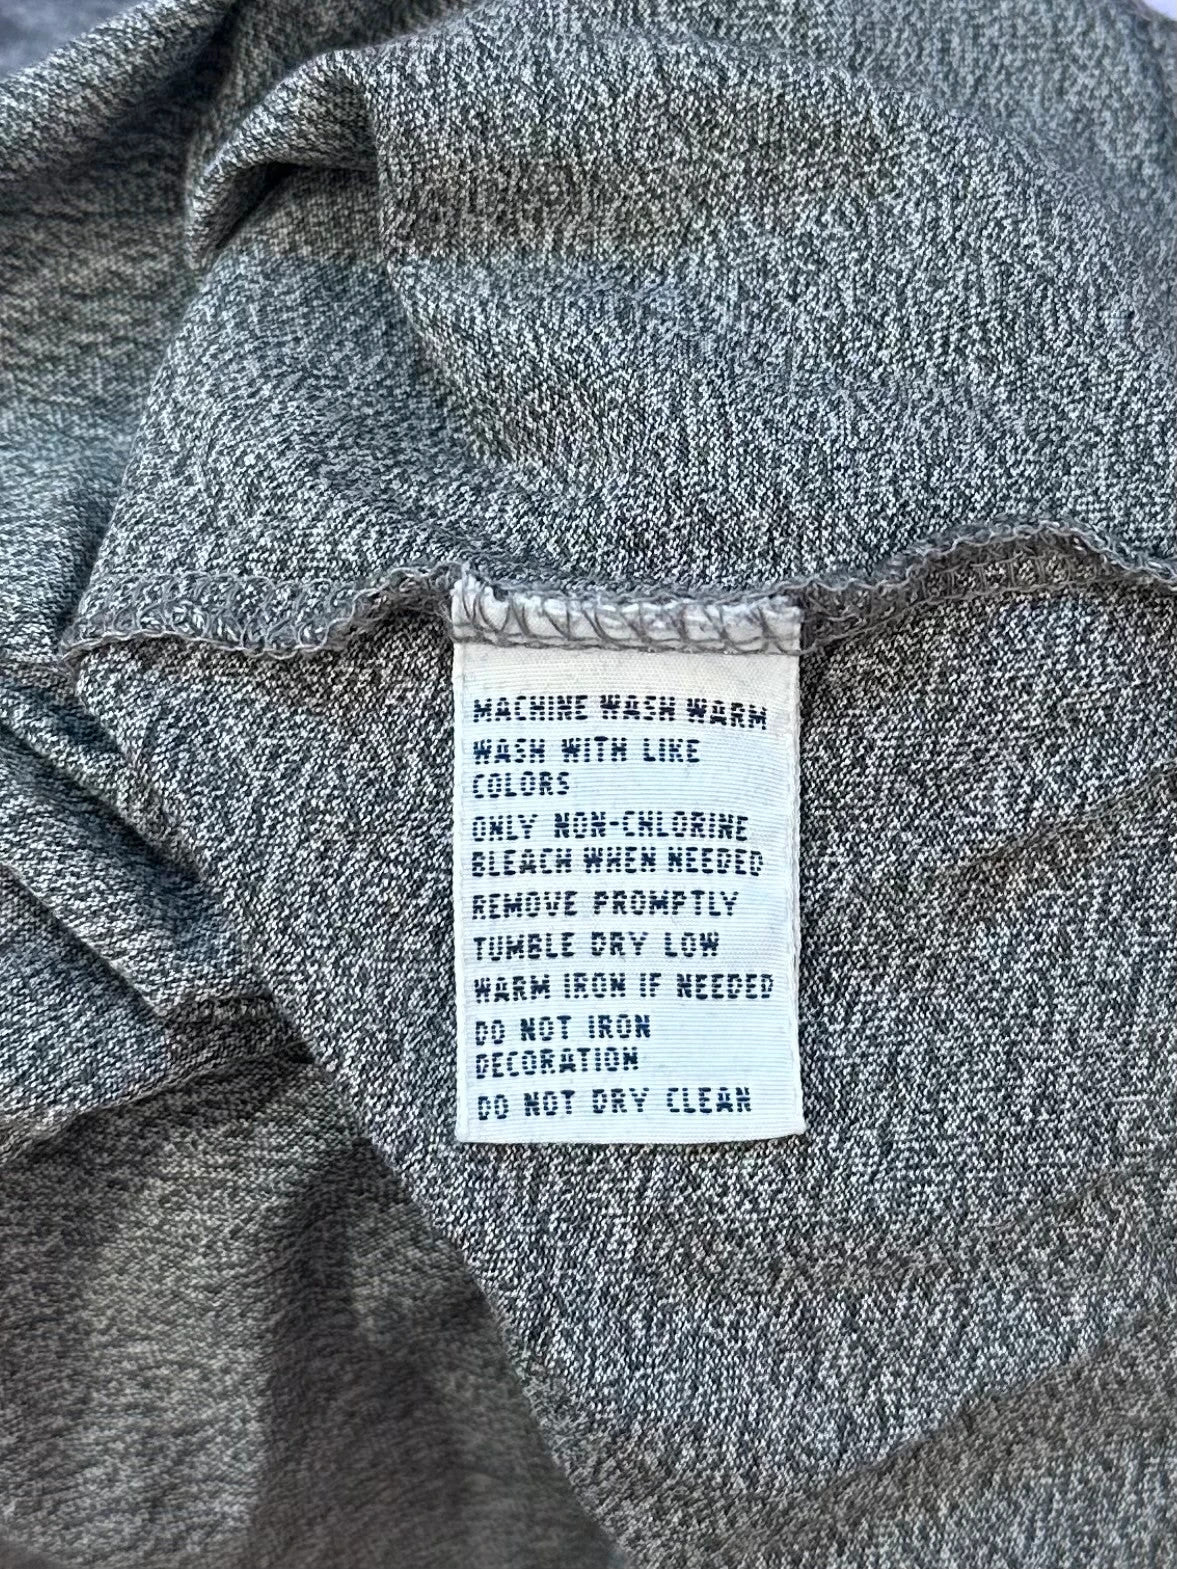 MACHINE WASH WARM
WASH WITH LIKE
COLORS
ONLY NON-CHLORINE
BLEACH WHEN NEEDED
REMOVE PROMPTLY
TUMBLE DRY LOW
WARM IRON IF NEEDED
DO NOT IRON
DECORATION
DO NOT DRY CLEAN